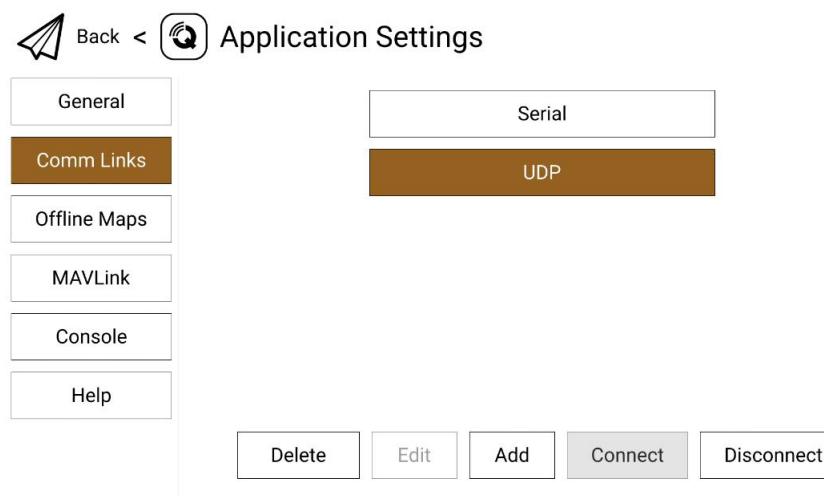 Back < Application Settings
General
Comm Links
Offline Maps
MAVLink
Console
Help
Serial
UDP
Delete Edit Add Connect Disconnect